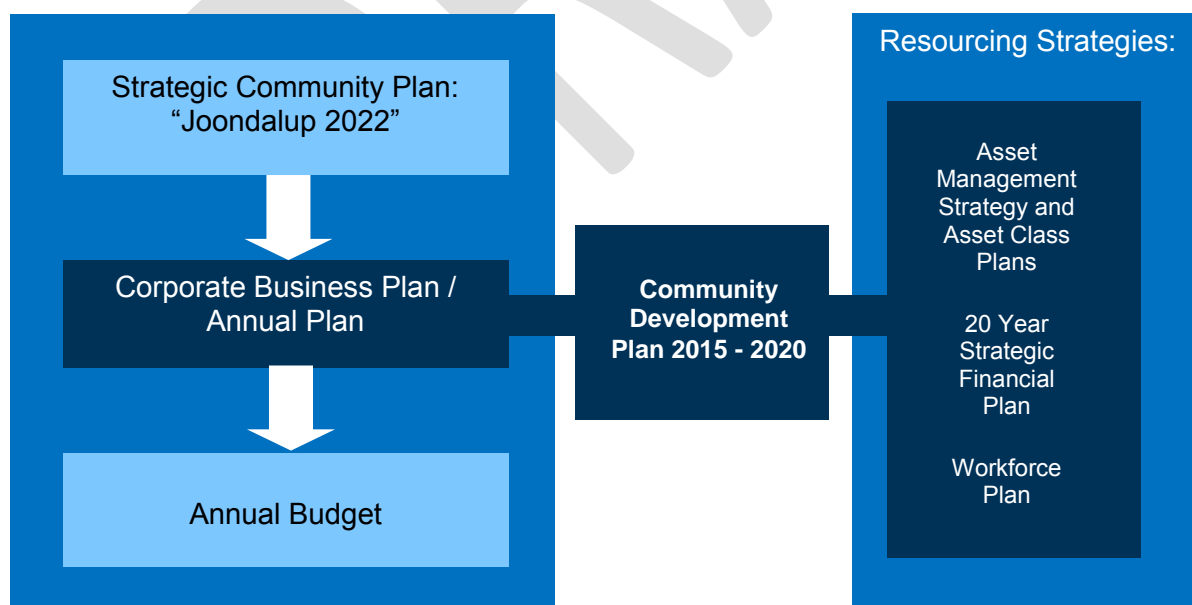 Strategic Community Plan:
“Joondalup 2022”
Corporate Business Plan /
Annual Plan
Annual Budget
Community
Development
Plan 2015 - 2020
Resourcing Strategies:
Asset
Management
Strategy and
Asset Class
Plans
20 Year
Strategic
Financial
Plan
Workforce
Plan